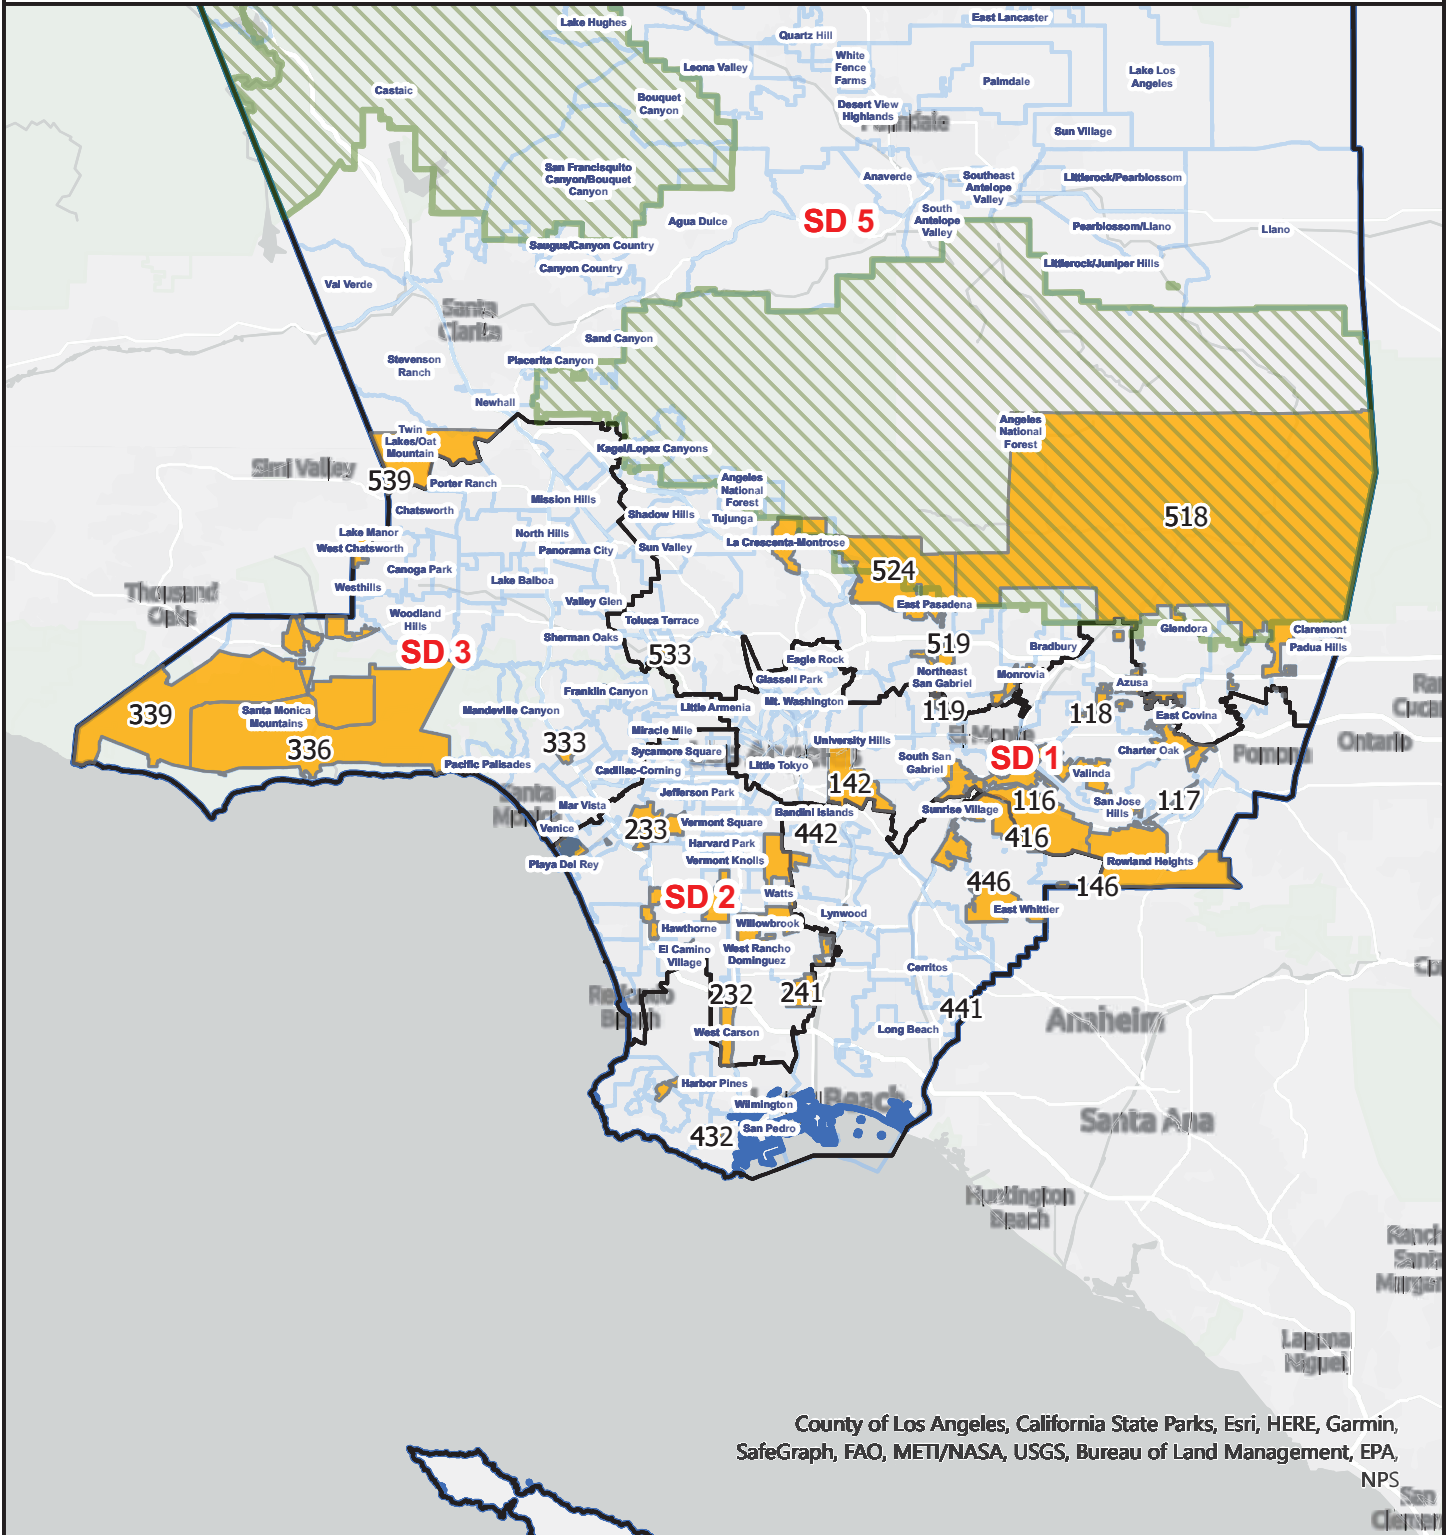 Lake Hughes
East Lancaster
Quartz Hill
White
Fence
Farms
Leona Valley
Palmdale
Lake Los
Angeles
Castaic
Bouquet
Canyon
Desert View
Highlands
Palmdale
Sun Village
San Francisquito
Canyon/Bouquet
Canyon
Anaverde
Southeast
Antelope
Valley
Littlerock/Pearblossom
Agua Dulce
SD 5
South
Antelope
Valley
Pearblossom/Llano
Llano
Saugus/Canyon Country
Canyon Country
Littlerock/Juniper Hills
Val Verde
Santa
Clarita
Sand Canyon
Stevenson
Ranch
Placerita Canyon
Newhall
Twin
Lakes/Oat
Mountain
Angeles
National
Forest
Kagel/Lopez Canyons
Simi Valley
539
Porter Ranch
Angeles
National
Forest
Mission Hills
Chatsworth
Shadow Hills
Tujunga
518
Lake Manor
North Hills
La Crescenta-Montrose
West Chatsworth
Panorama City
Sun Valley
Canoga Park
524
Thousand
Oaks
Westhills
Lake Balboa
Valley Glen
East Pasadena
Woodland
Hills
Toluca Terrace
Glendora
Claremont
Sherman Oaks
SD 3
533
Eagle Rock
519
Bradbury
Padua Hills
Glassell Park
Northeast
San Gabriel
Monrovia
Azusa
Franklin Canyon
Mt. Washington
339
Santa Monica
Mountains
Mandeville Canyon
Little Armenia
119
118
East Covina
336
333
Miracle Mile
University Hills
El Monte
Sycamore Square
Little Tokyo
South San
Gabriel
SD 1
Charter Oak
Pomona
Ontario
Pacific Palisades
Cadillac-Corning
142
Valinda
Santa
Jefferson Park
116
San Jose
Hills
117
Mar Vista
Bandini Islands
Sunrise Village
Venice
233
Vermont Square
442
416
Harvard Park
Playa Del Rey
Vermont Knolls
Rowland Heights
SD 2
Watts
446
146
Lynwood
East Whittier
Hawthorne
Willowbrook
El Camino
Village
West Rancho
Dominguez
Cerritos
Redondo
Beach
232
241
441
West Carson
Long Beach
Anaheim
Harbor Pines
Wilmington
Beach
432
San Pedro
Santa Ana
Huntington
Beach
Laguna
Niguel
County of Los Angeles, California State Parks, Esri, HERE, Garmin,
SafeGraph, FAO, METI/NASA, USGS, Bureau of Land Management, EPA,
NPS
San